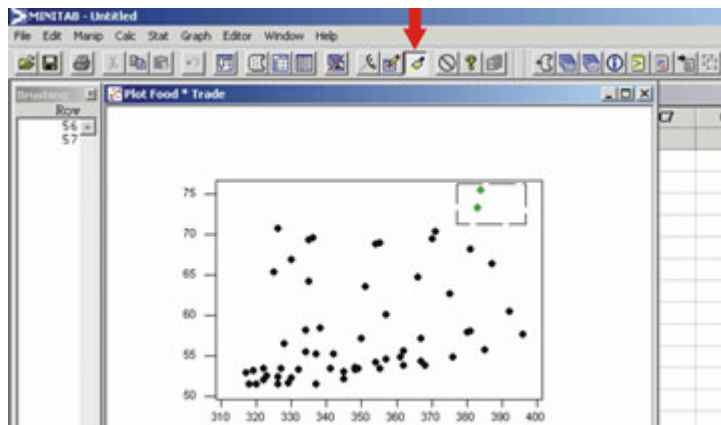 MINITAB - Untitled
File Edit Manip Calc Stat Graph Editor Window Help
Brushing
Plot Food * Trade
Row
56
57
C7
75
70
65
60
55
50
310 320 330 340 350 360 370 380 390 400